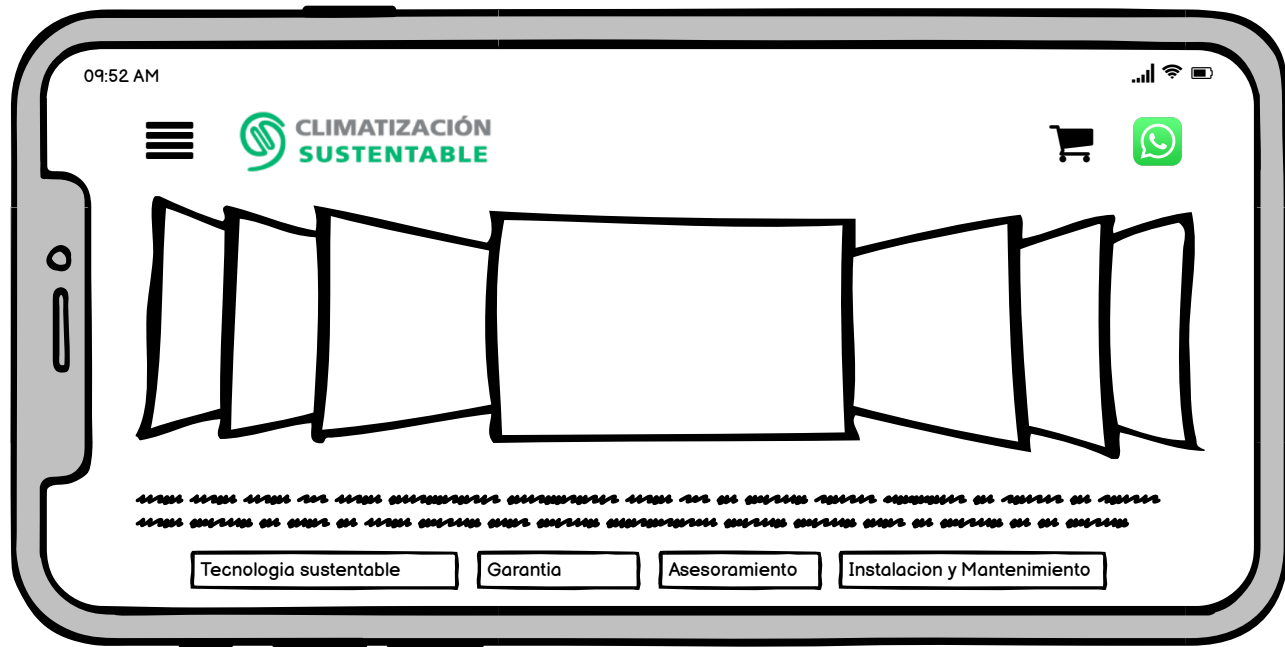 09:52 AM
CLIMATIZACIÓN
SUSTENTABLE
Tecnologia sustentable
Garantia
Asesoramiento
Instalacion y Mantenimiento